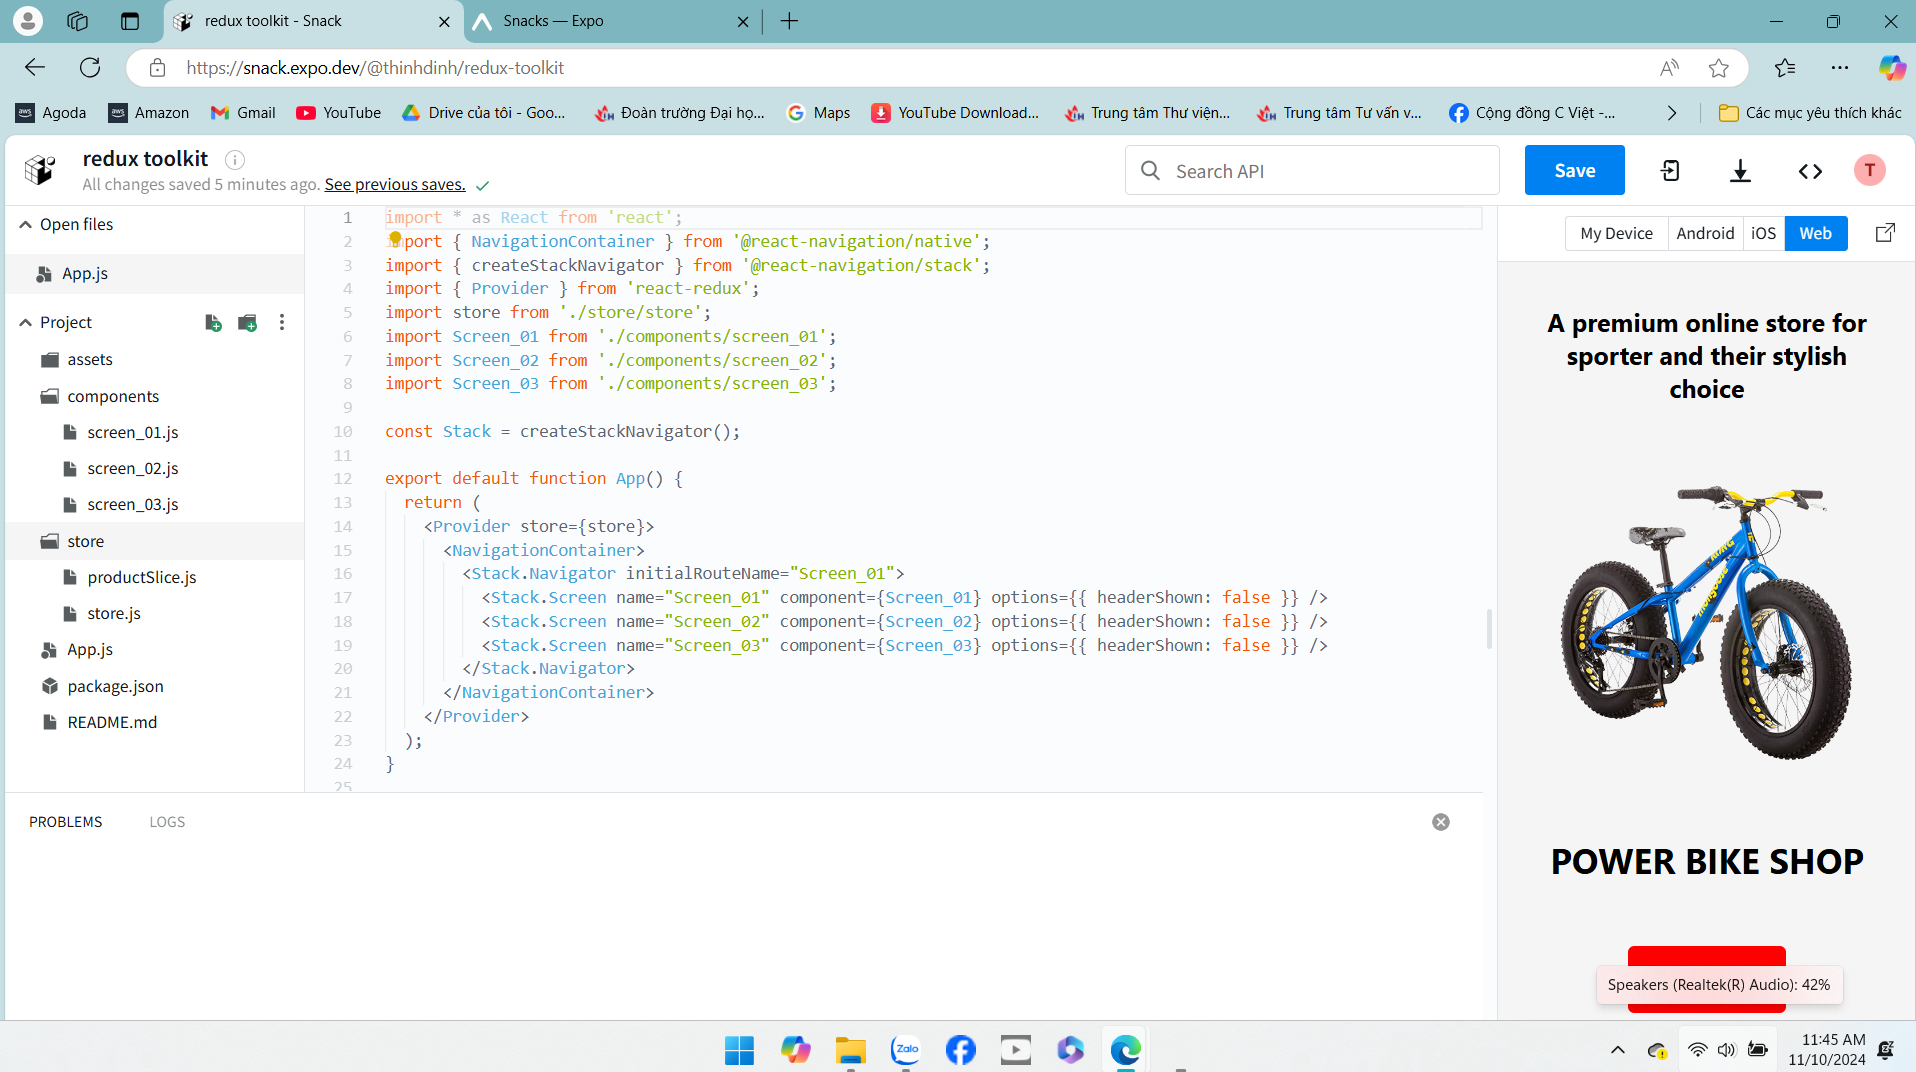 redux toolkit - Snack
Snacks — Expo
https://snack.expo.dev/@thinhdinh/redux-toolkit
Agoda
Amazon
Gmail
YouTube
Drive của tôi - Goo...
Đoàn trường Đại họ...
Maps
YouTube Download...
Trung tâm Thư viện...
Trung tâm Tư vấn v...
Cộng đồng C Việt -...
Các mục yêu thích khác
redux toolkit
All changes saved 5 minutes ago. See previous saves.
Search API
Save
T
Open files
App.js
Project
assets
components
screen_01.js
screen_02.js
screen_03.js
store
productSlice.js
store.js
App.js
package.json
README.md
1 import * as React from 'react';
2 import { NavigationContainer } from '@react-navigation/native';
3 import { createStackNavigator } from '@react-navigation/stack';
4 import { Provider } from 'react-redux';
5 import store from './store/store';
6 import Screen_01 from './components/screen_01';
7 import Screen_02 from './components/screen_02';
8 import Screen_03 from './components/screen_03';
9
10 const Stack = createStackNavigator();
11
12 export default function App() {
13 return (
14 <Provider store={store}>
15 <NavigationContainer>
16 <Stack.Navigator initialRouteName="Screen_01">
17 <Stack.Screen name="Screen_01" component={Screen_01} options={{ headerShown: false }} />
18 <Stack.Screen name="Screen_02" component={Screen_02} options={{ headerShown: false }} />
19 <Stack.Screen name="Screen_03" component={Screen_03} options={{ headerShown: false }} />
20 </Stack.Navigator>
21 </NavigationContainer>
22 </Provider>
23 );
24 }
25
PROBLEMS
LOGS
My Device
Android
iOS
Web
A premium online store for
sporter and their stylish
choice
POWER BIKE SHOP
Speakers (Realtek(R) Audio): 42%
Zalo
11:45 AM
11/10/2024